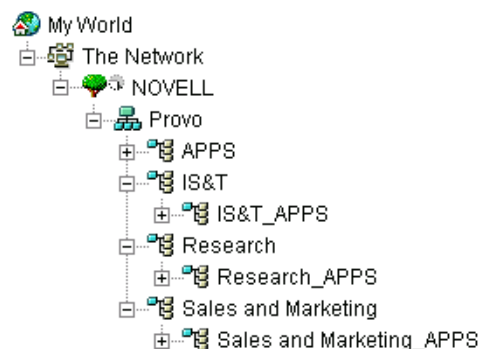 My World
The Network
NOVELL
Provo
APPS
IS&T
IS&T_APPS
Research
Research_APPS
Sales and Marketing
Sales and Marketing_APPS